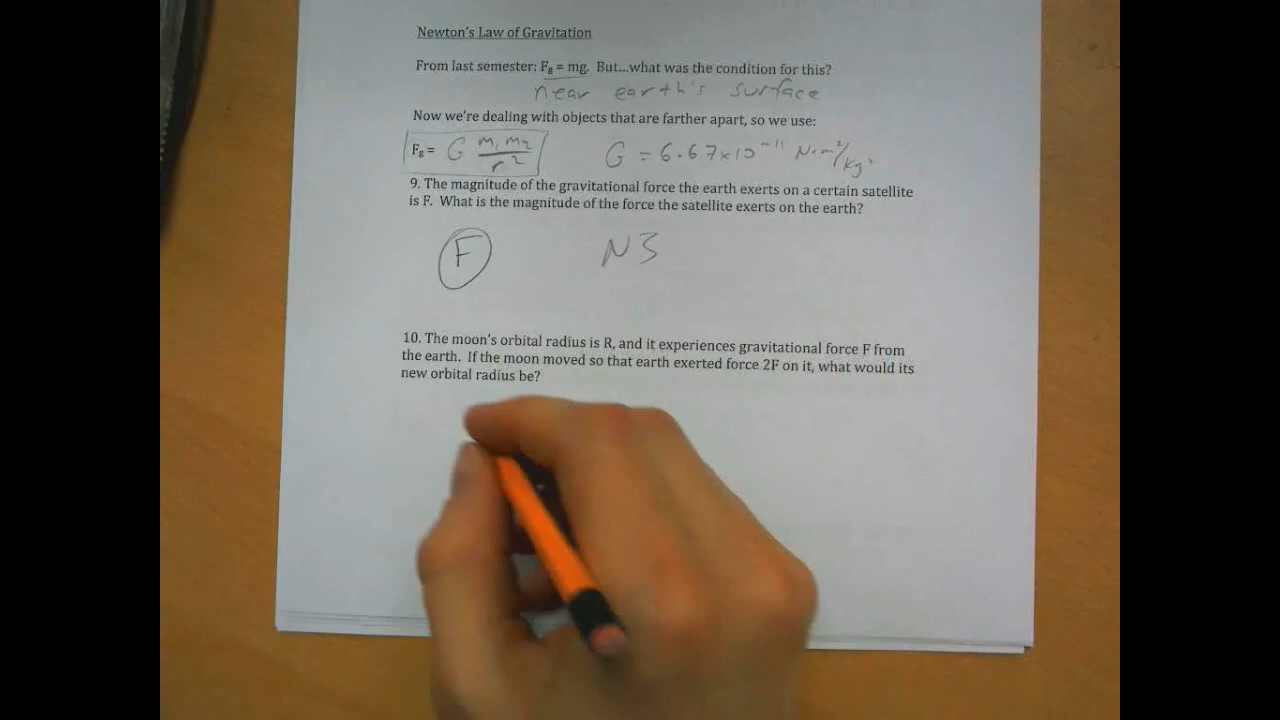 Newton's Law of Gravitation
From last semester: Fg = mg. But...what was the condition for this?
near earth's surface
Now we're dealing with objects that are farther apart, so we use:
Fg = G m₁m₂/r² G = 6.67x10⁻¹¹ N·m²/kg²
9. The magnitude of the gravitational force the earth exerts on a certain satellite
is F. What is the magnitude of the force the satellite exerts on the earth?
F N3
10. The moon's orbital radius is R, and it experiences gravitational force F from
the earth. If the moon moved so that earth exerted force 2F on it, what would its
new orbital radius be?